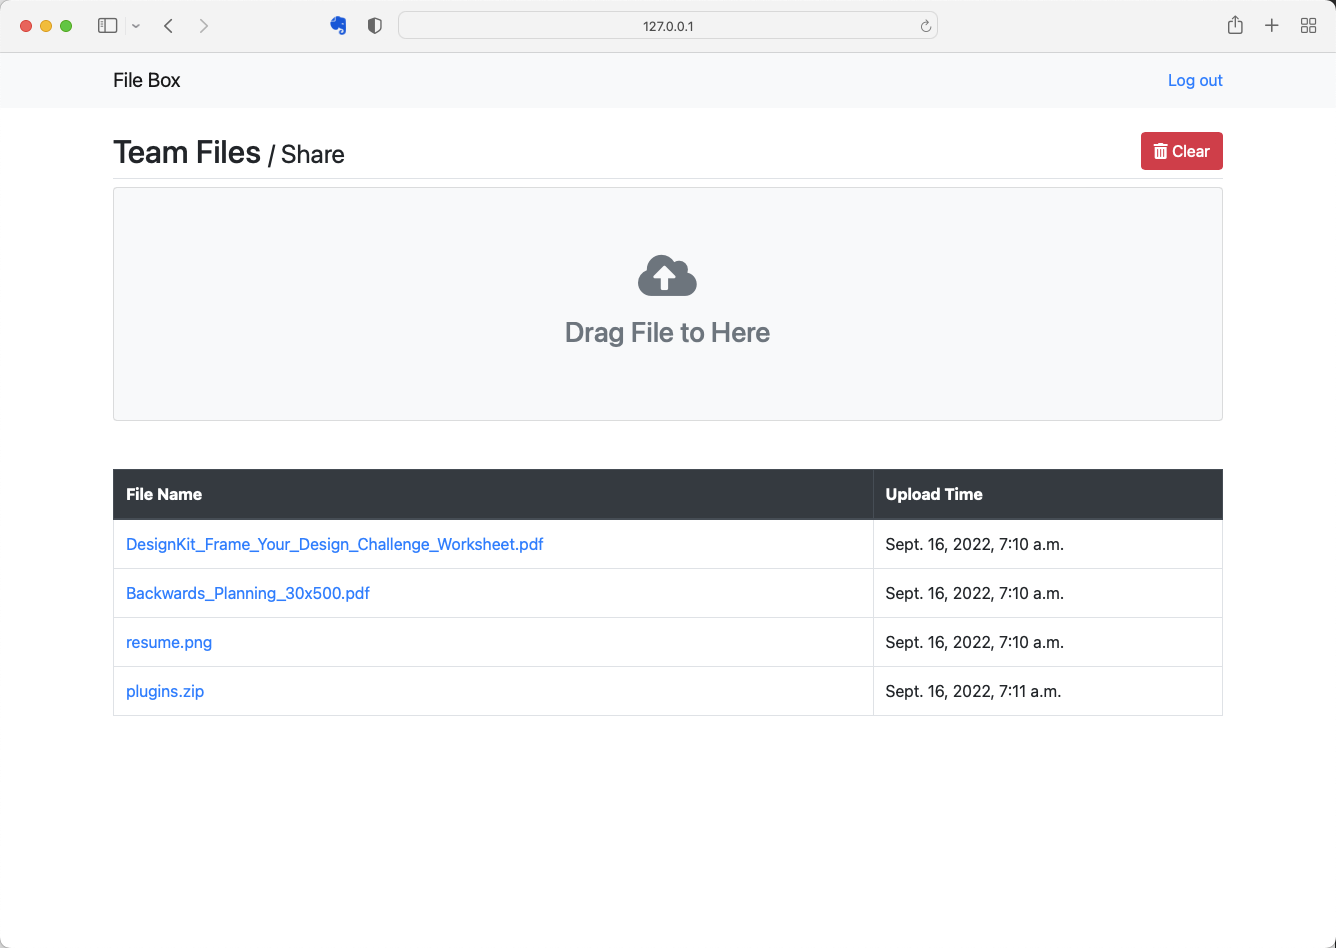 127.0.0.1
File Box
Log out
Team Files / Share
Clear
Drag File to Here
File Name Upload Time
DesignKit_Frame_Your_Design_Challenge_Worksheet.pdf Sept. 16, 2022, 7:10 a.m.
Backwards_Planning_30x500.pdf Sept. 16, 2022, 7:10 a.m.
resume.png Sept. 16, 2022, 7:10 a.m.
plugins.zip Sept. 16, 2022, 7:11 a.m.